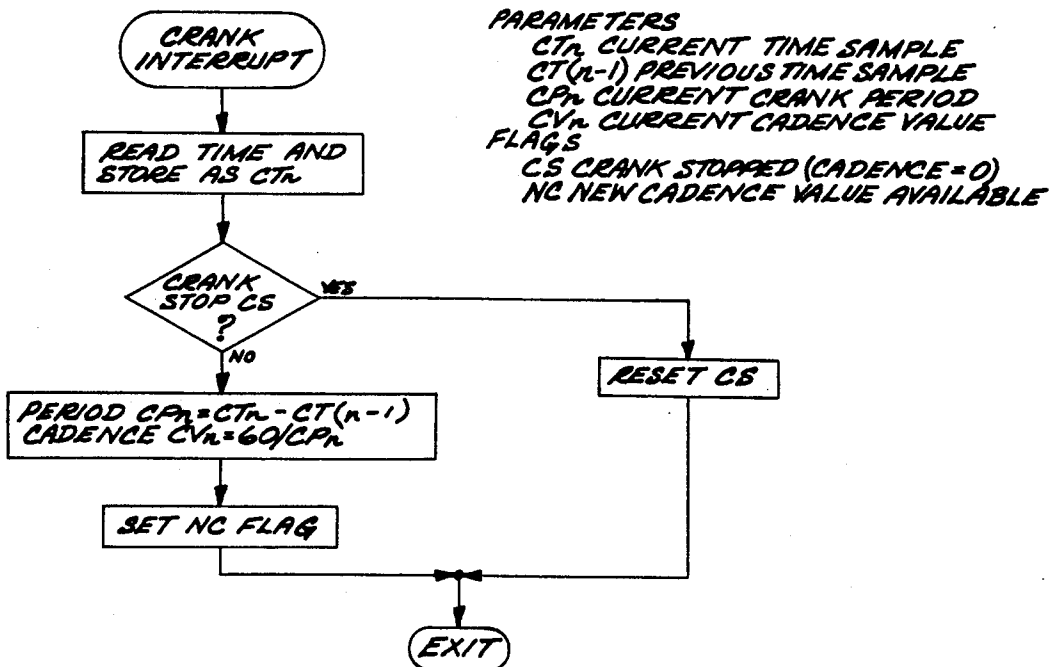 CRANK
INTERRUPT
PARAMETERS
CTn CURRENT TIME SAMPLE
CT(n-1) PREVIOUS TIME SAMPLE
CPn CURRENT CRANK PERIOD
CVn CURRENT CADENCE VALUE
FLAGS
CS CRANK STOPPED (CADENCE=0)
NC NEW CADENCE VALUE AVAILABLE
READ TIME AND
STORE AS CTn
CRANK
STOP CS
?
YES
NO
RESET CS
PERIOD CPn=CTn-CT(n-1)
CADENCE CVn=60/CPn
SET NC FLAG
EXIT